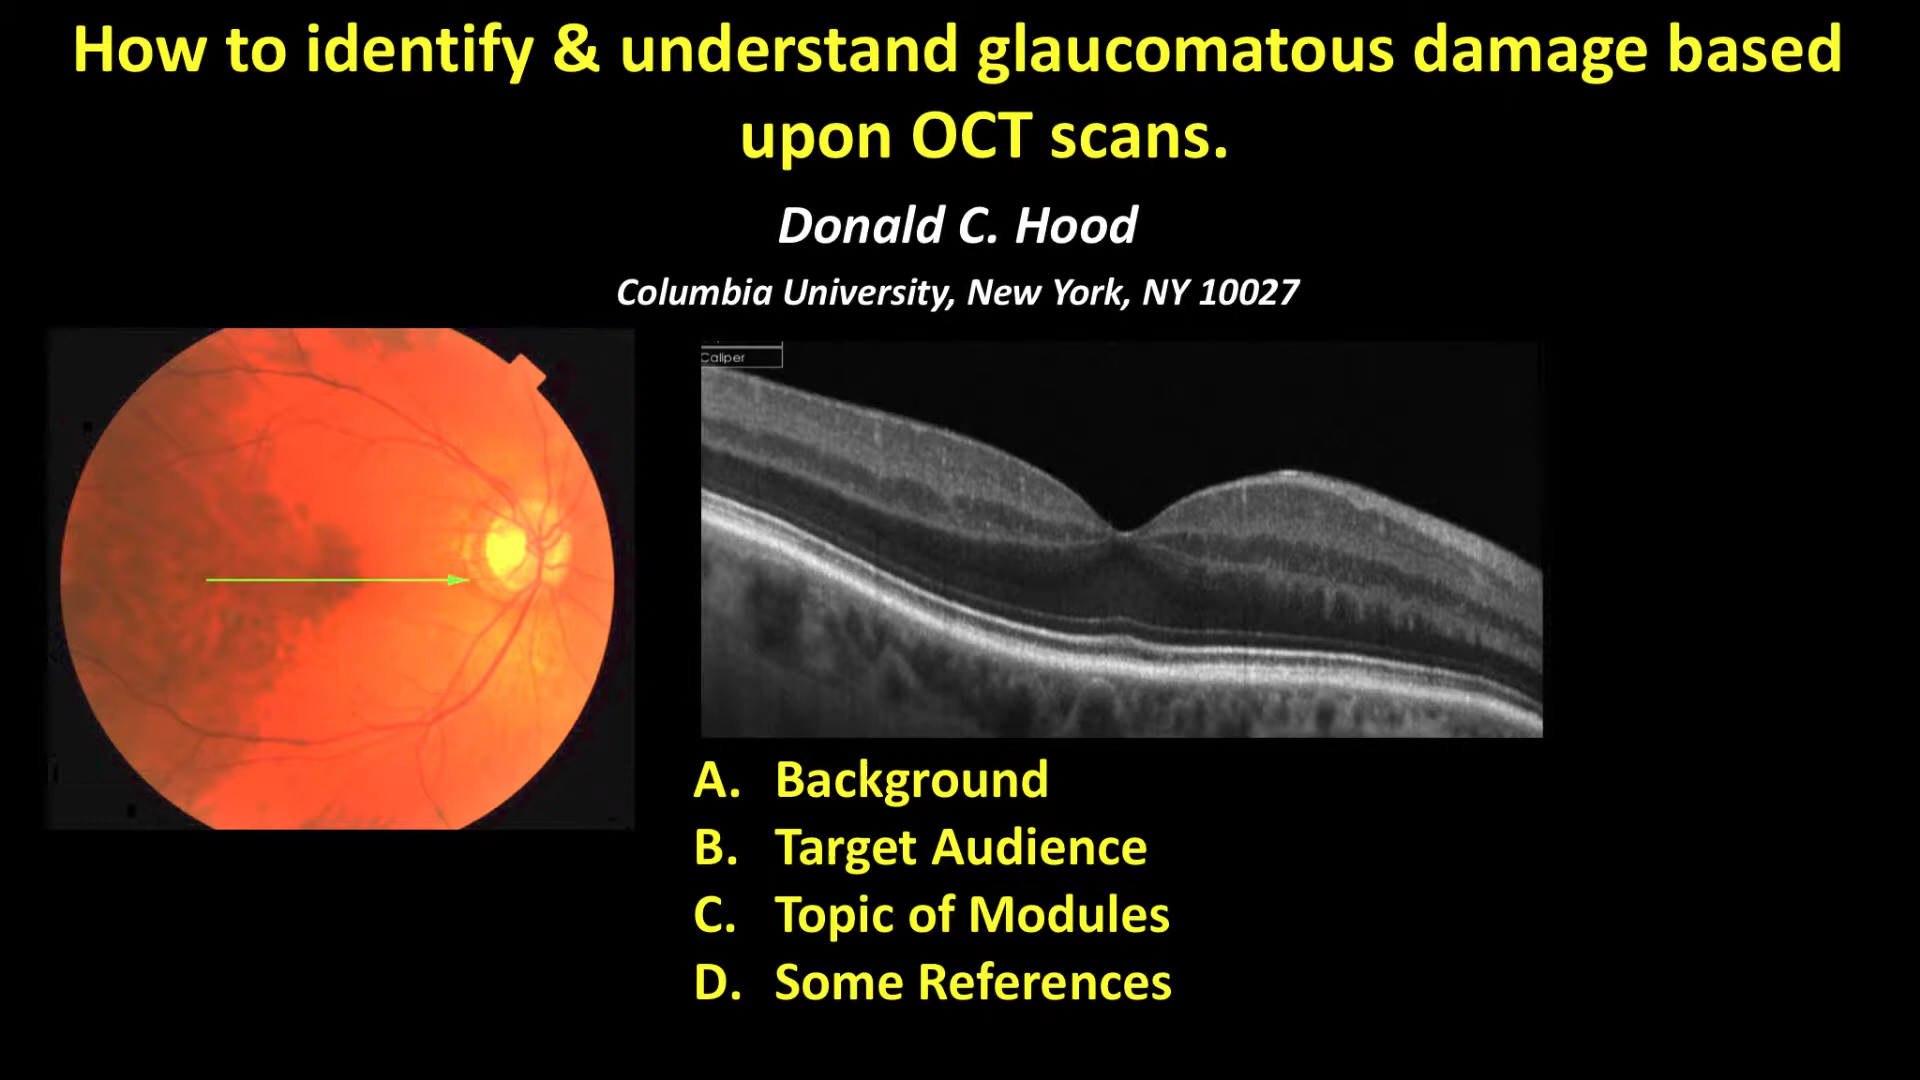 How to identify & understand glaucomatous damage based
upon OCT scans.
Donald C. Hood
Columbia University, New York, NY 10027
Caliper
A. Background
B. Target Audience
C. Topic of Modules
D. Some References